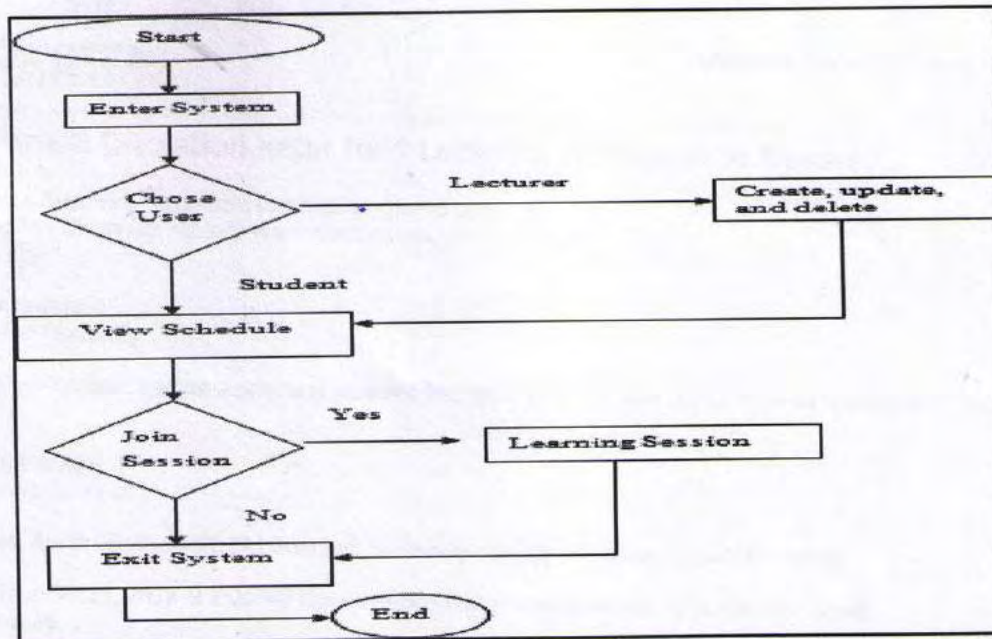 Start
Enter System
Chose
User
Lecturer
Create, update,
and delete
Student
View Schedule
Join
Session
Yes
Learning Session
No
Exit System
End